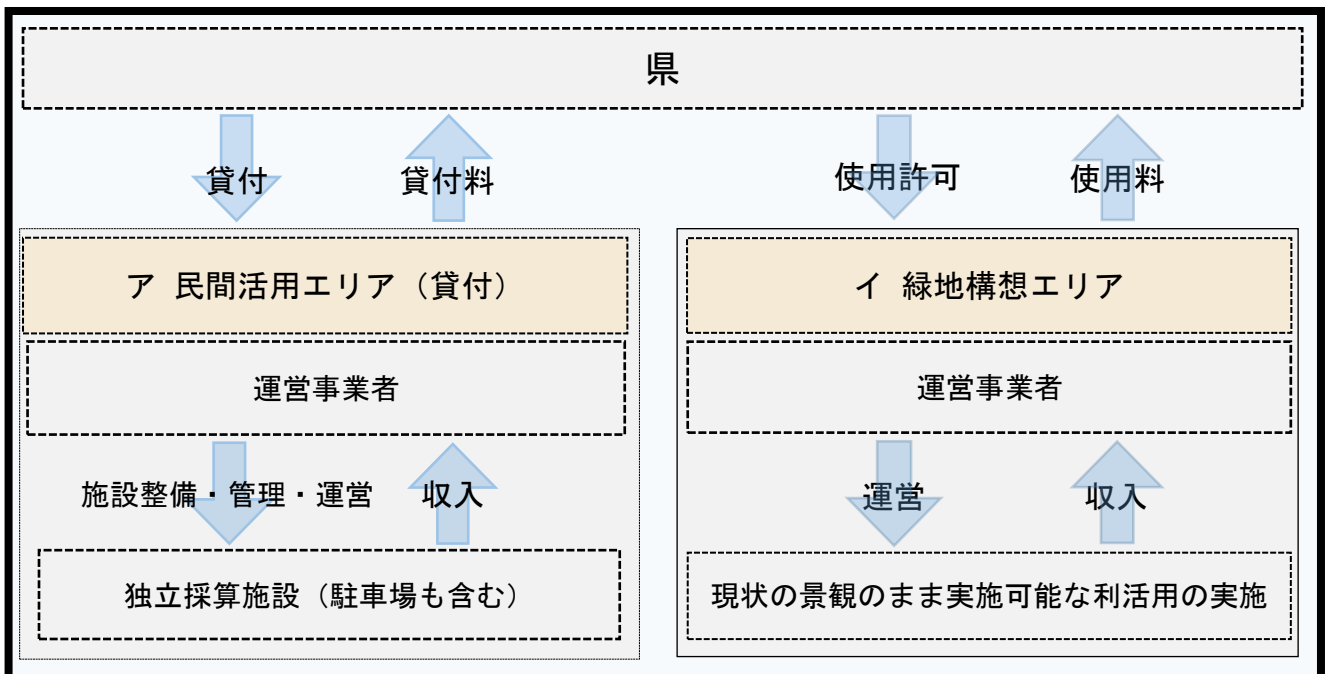 県
貸付
貸付料
使用許可
使用料
ア 民間活用エリア（貸付）
イ 緑地構想エリア
運営事業者
運営事業者
施設整備・管理・運営
収入
運営
収入
独立採算施設（駐車場も含む）
現状の景観のまま実施可能な利活用の実施